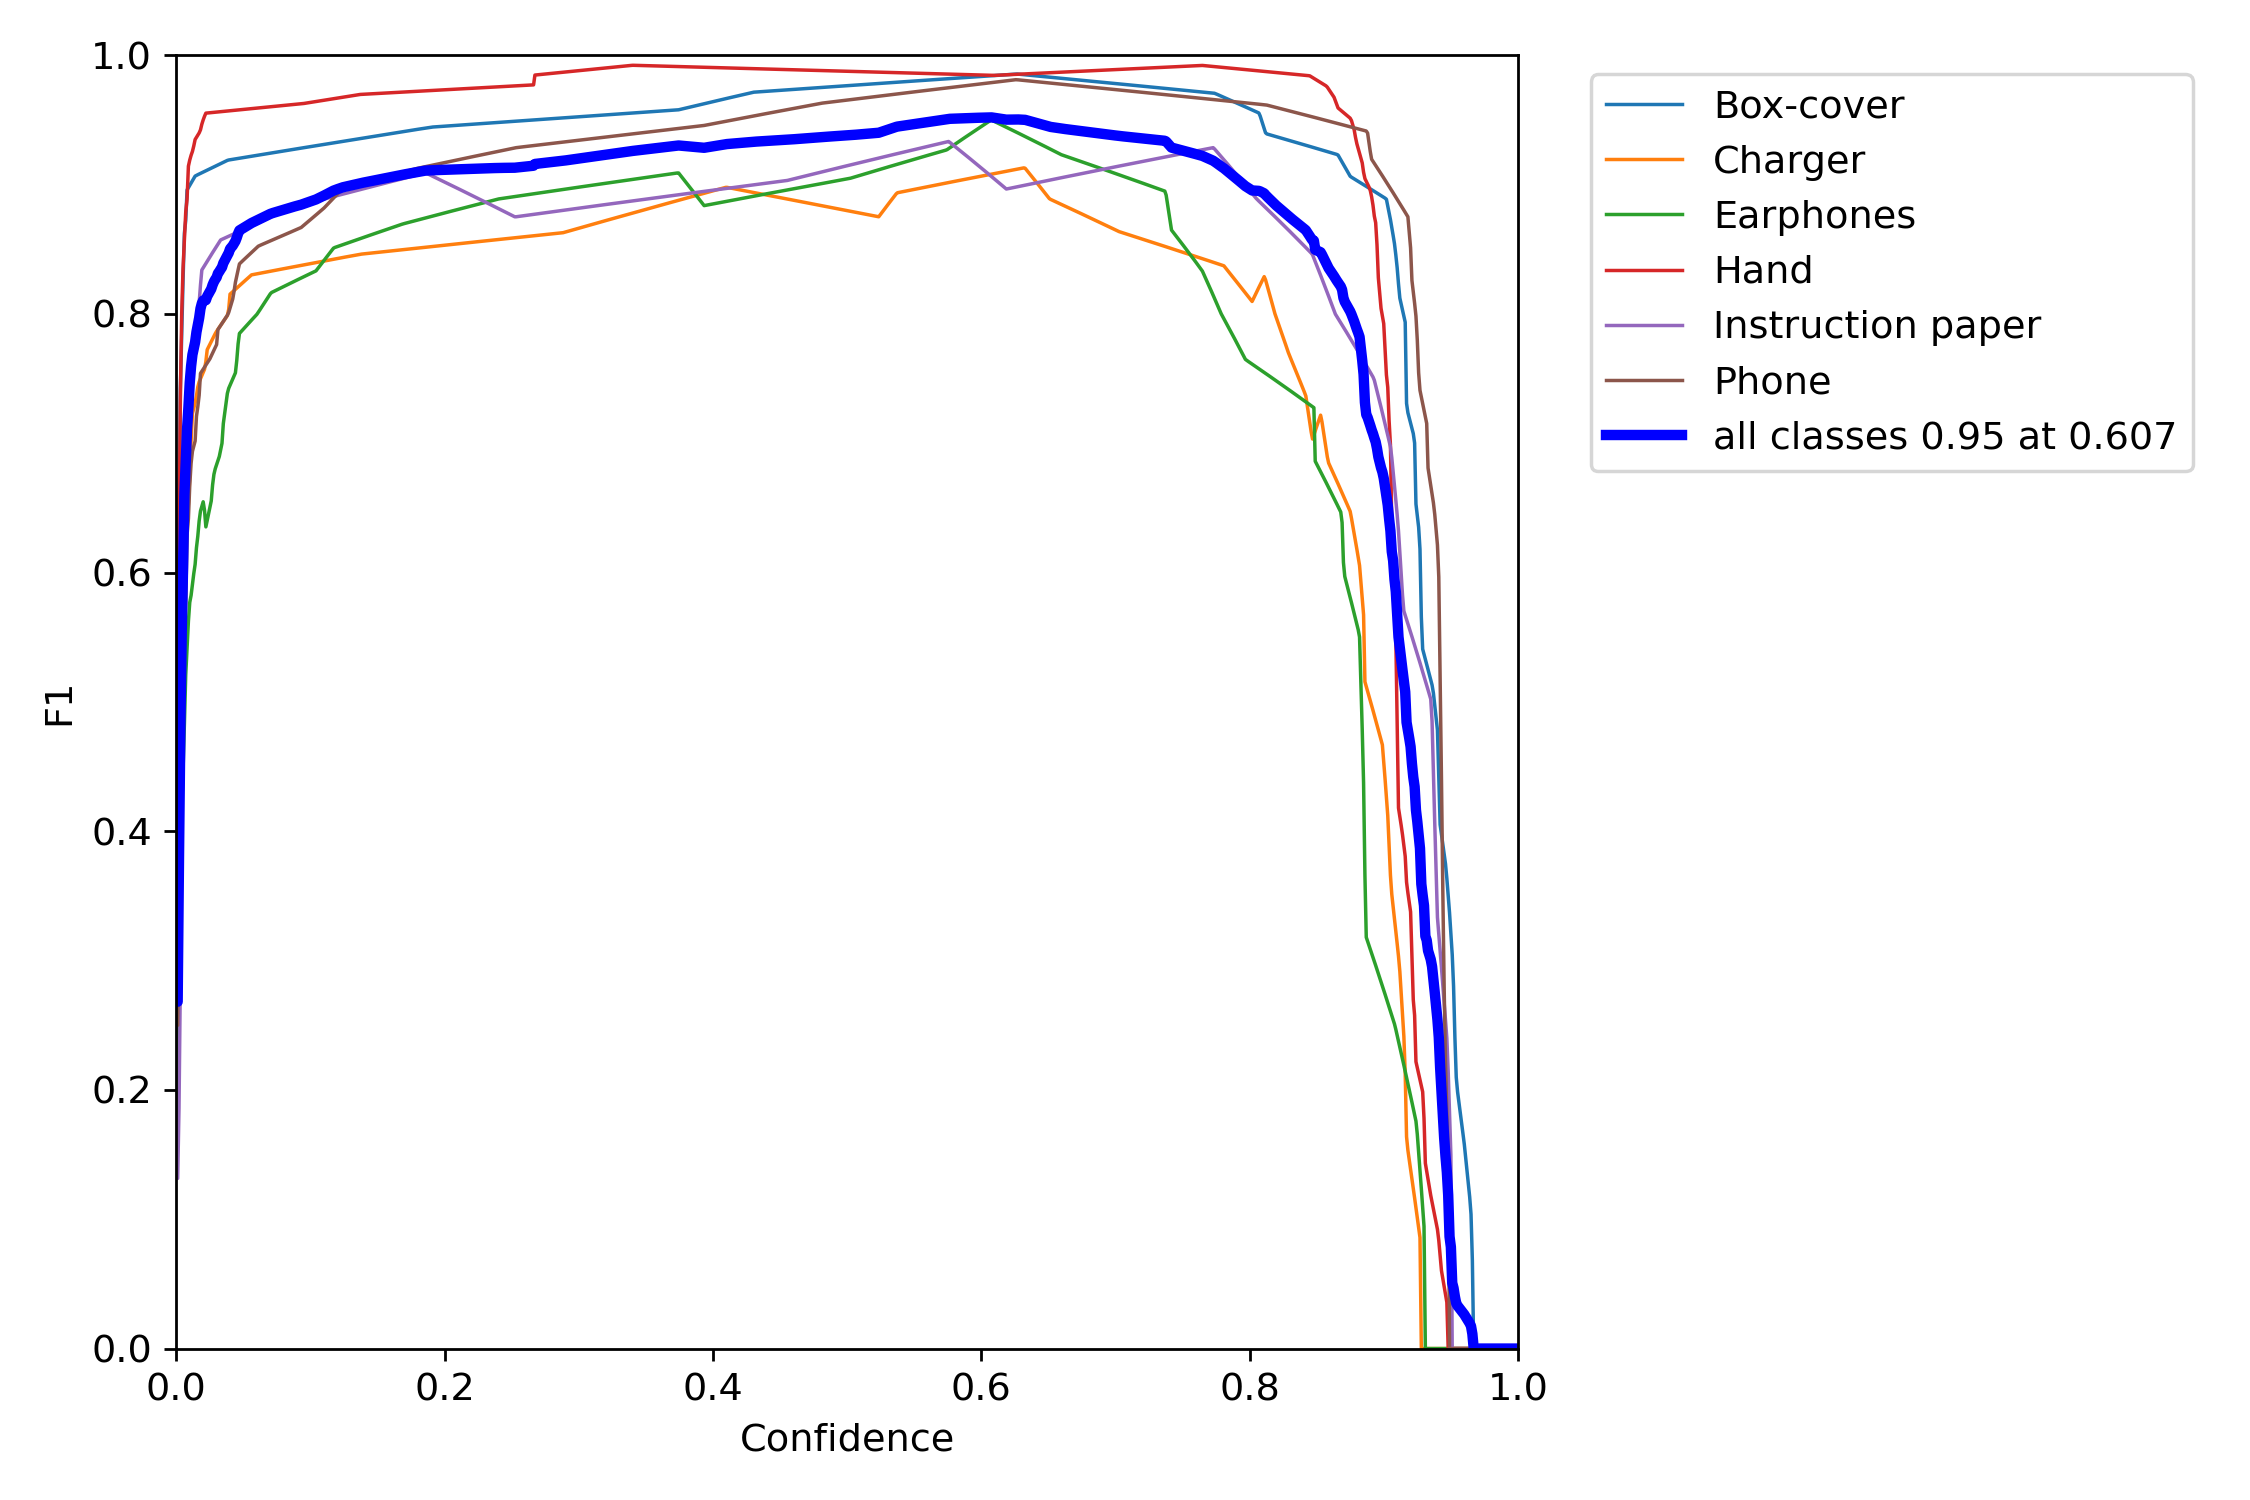 1.0
0.8
0.6
0.4
0.2
0.0
F1
0.0 0.2 0.4 0.6 0.8 1.0
Confidence
Box-cover
Charger
Earphones
Hand
Instruction paper
Phone
all classes 0.95 at 0.607